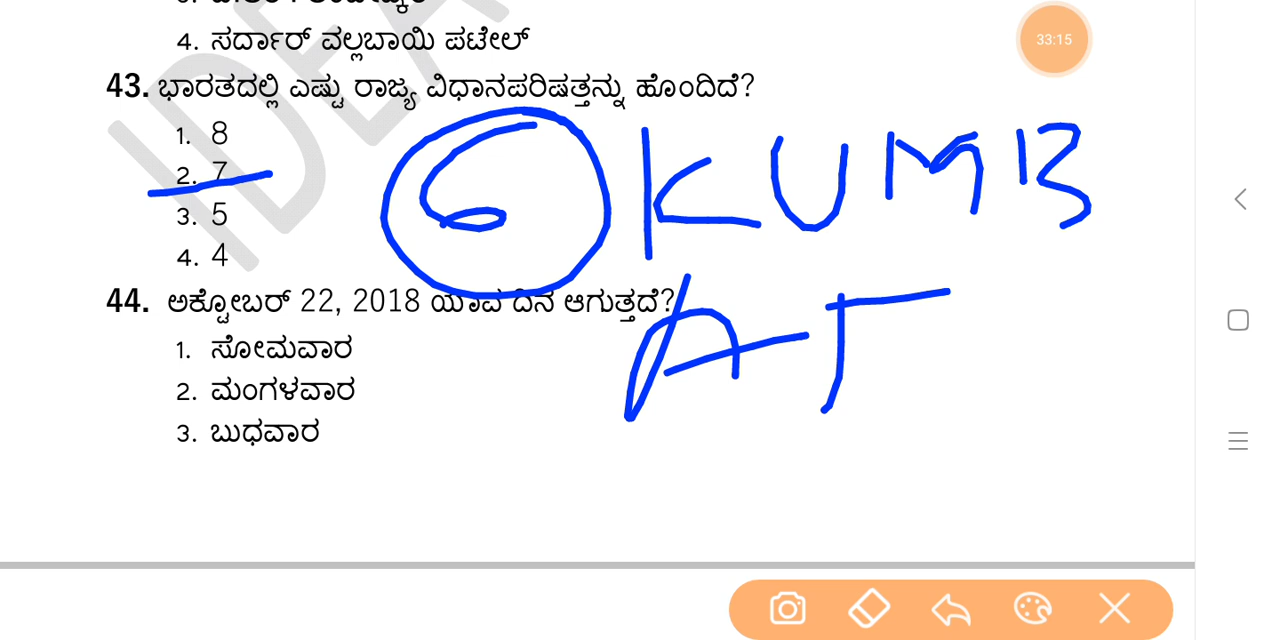 4. ಸರ್ದಾರ್ ವಲ್ಲಬಾಯಿ ಪಟೇಲ್
33:15
43. ಭಾರತದಲ್ಲಿ ಎಷ್ಟು ರಾಜ್ಯ ವಿಧಾನಪರಿಷತ್ತನ್ನು ಹೊಂದಿದೆ?
1. 8
2. 7
3. 5
4. 4
6 KUMB
AT
44. ಅಕ್ಟೋಬರ್ 22, 2018 ಯಾವ ದಿನ ಆಗುತ್ತದೆ?
1. ಸೋಮವಾರ
2. ಮಂಗಳವಾರ
3. ಬುಧವಾರ